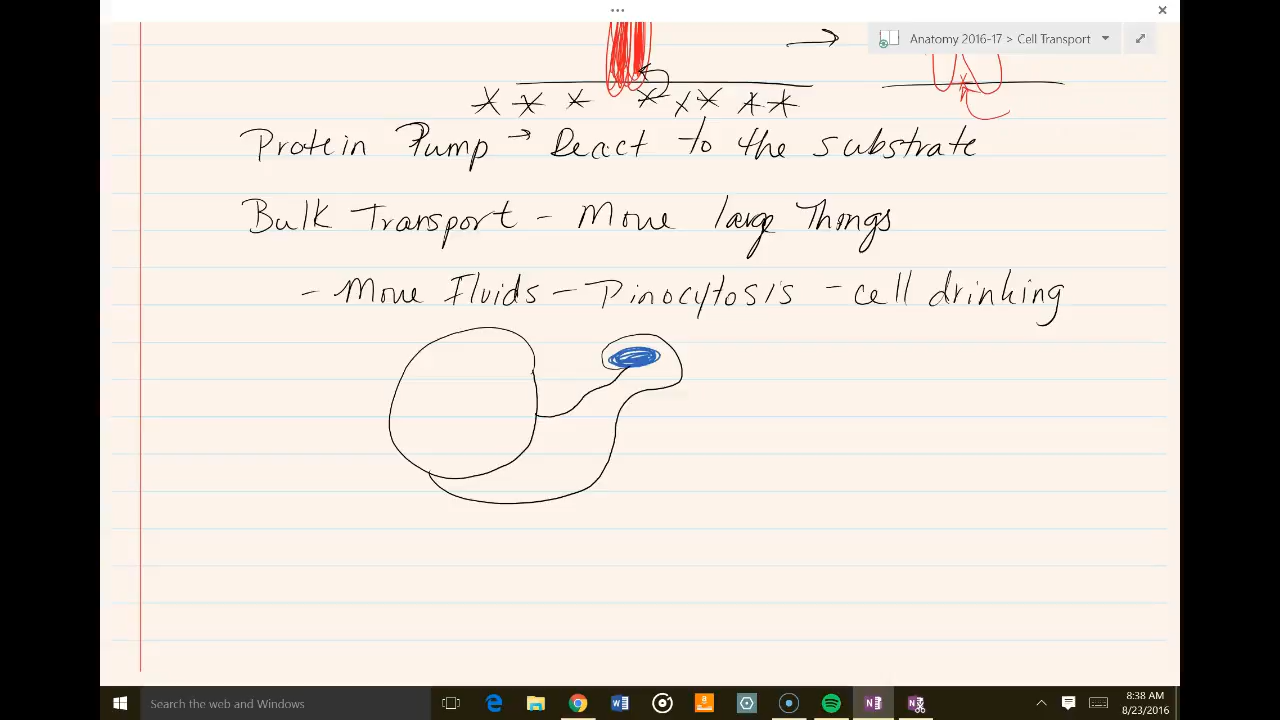 Anatomy 2016-17 > Cell Transport
Protein Pump → React to the substrate
Bulk Transport - Move large Things
- Move Fluids - Pinocytosis - cell drinking
Search the web and Windows
8:38 AM
8/23/2016